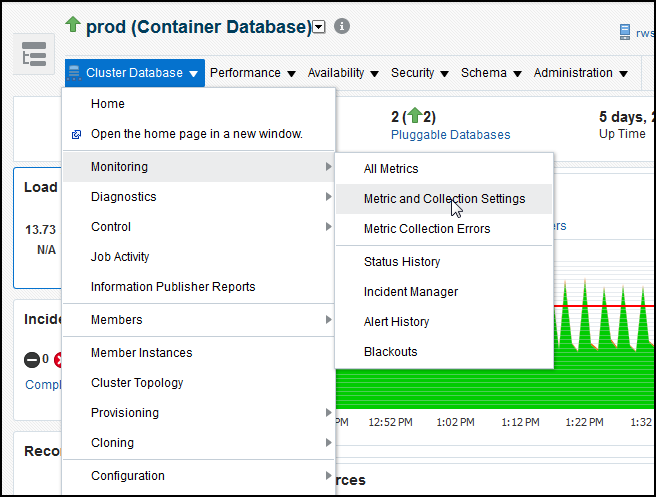 prod (Container Database)
rws
Cluster Database Performance Availability Security Schema Administration
Home
Open the home page in a new window.
Monitoring
Diagnostics
Control
Job Activity
Information Publisher Reports
Members
Member Instances
Cluster Topology
Provisioning
Cloning
Configuration
All Metrics
Metric and Collection Settings
Metric Collection Errors
Status History
Incident Manager
Alert History
Blackouts
2 (2)
Pluggable Databases
5 days, 2
Up Time
Load
13.73
N/A
ers
Incide
0
Compl
PM 12:52 PM 1:02 PM 1:12 PM 1:22 PM 1:32
Reco
rces